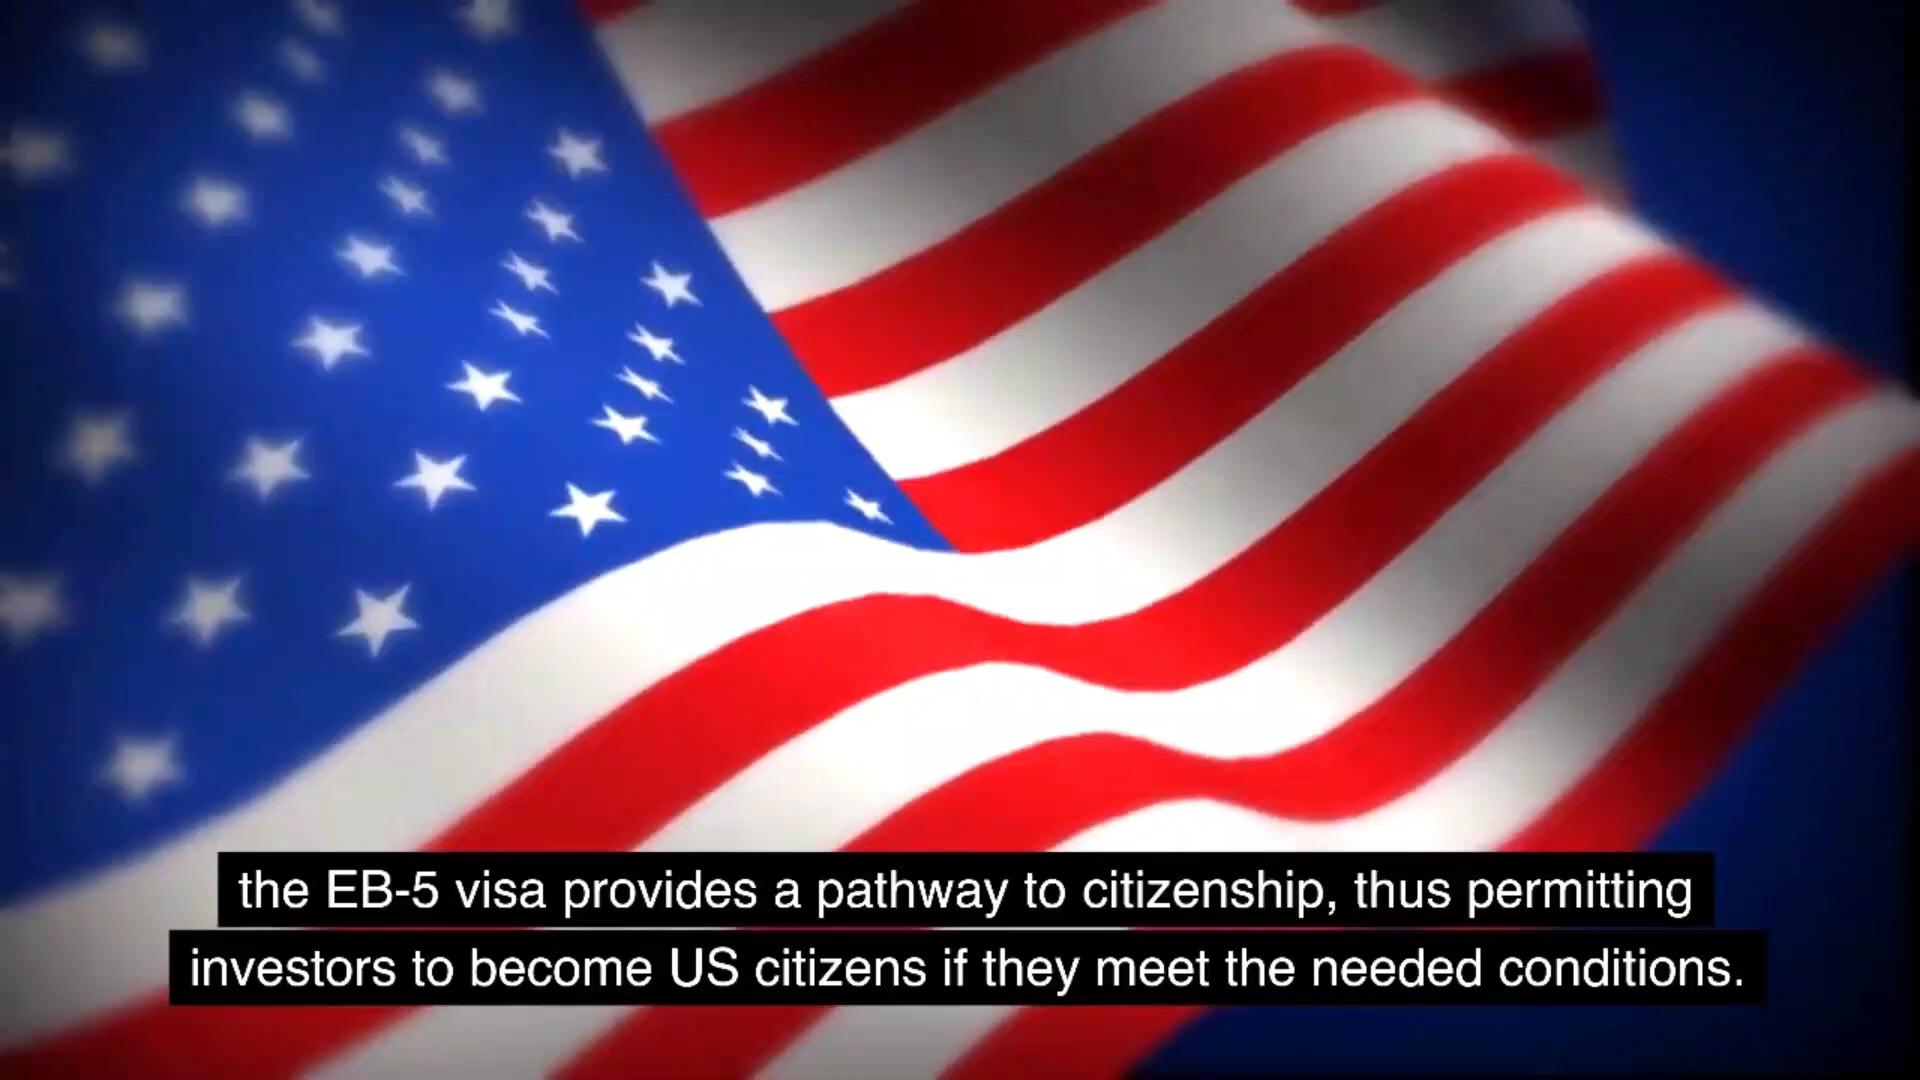 the EB-5 visa provides a pathway to citizenship, thus permitting
investors to become US citizens if they meet the needed conditions.